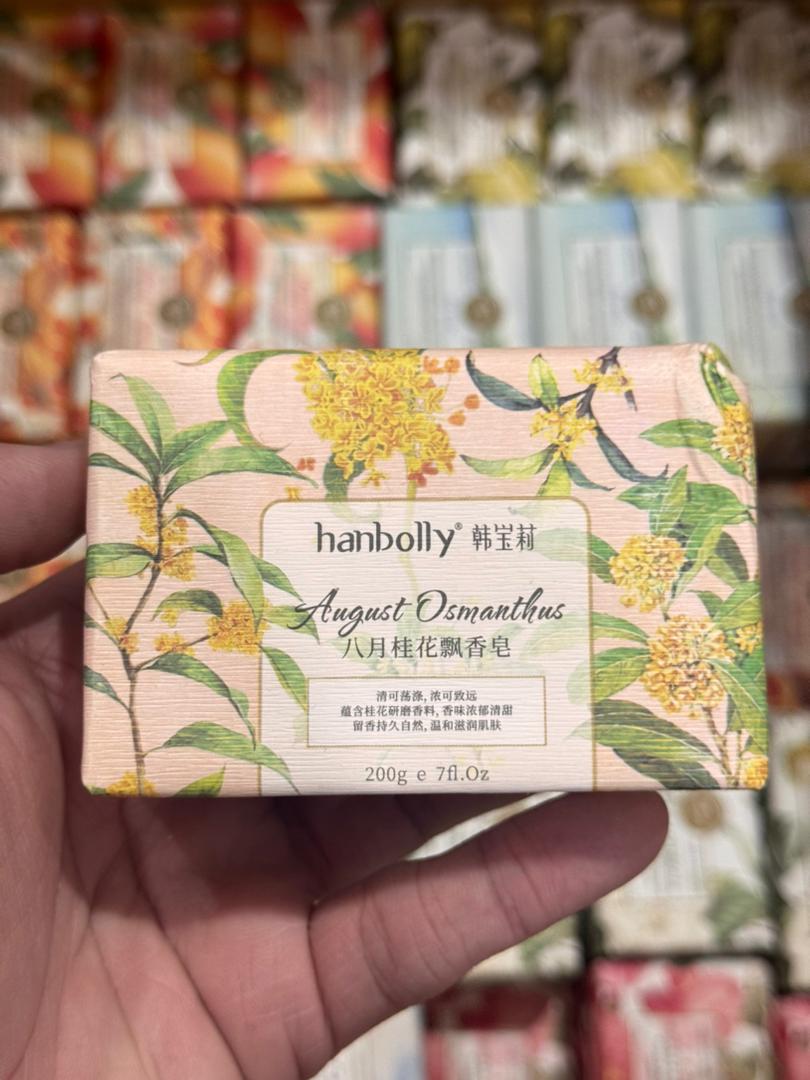 hanbolly® 韩宝莉
August Osmanthus
八月桂花飘香皂
清可荡涤, 浓可致远
蕴含桂花研磨香料, 香味浓郁清甜
留香持久自然, 温和滋润肌肤
200g e 7fl.Oz